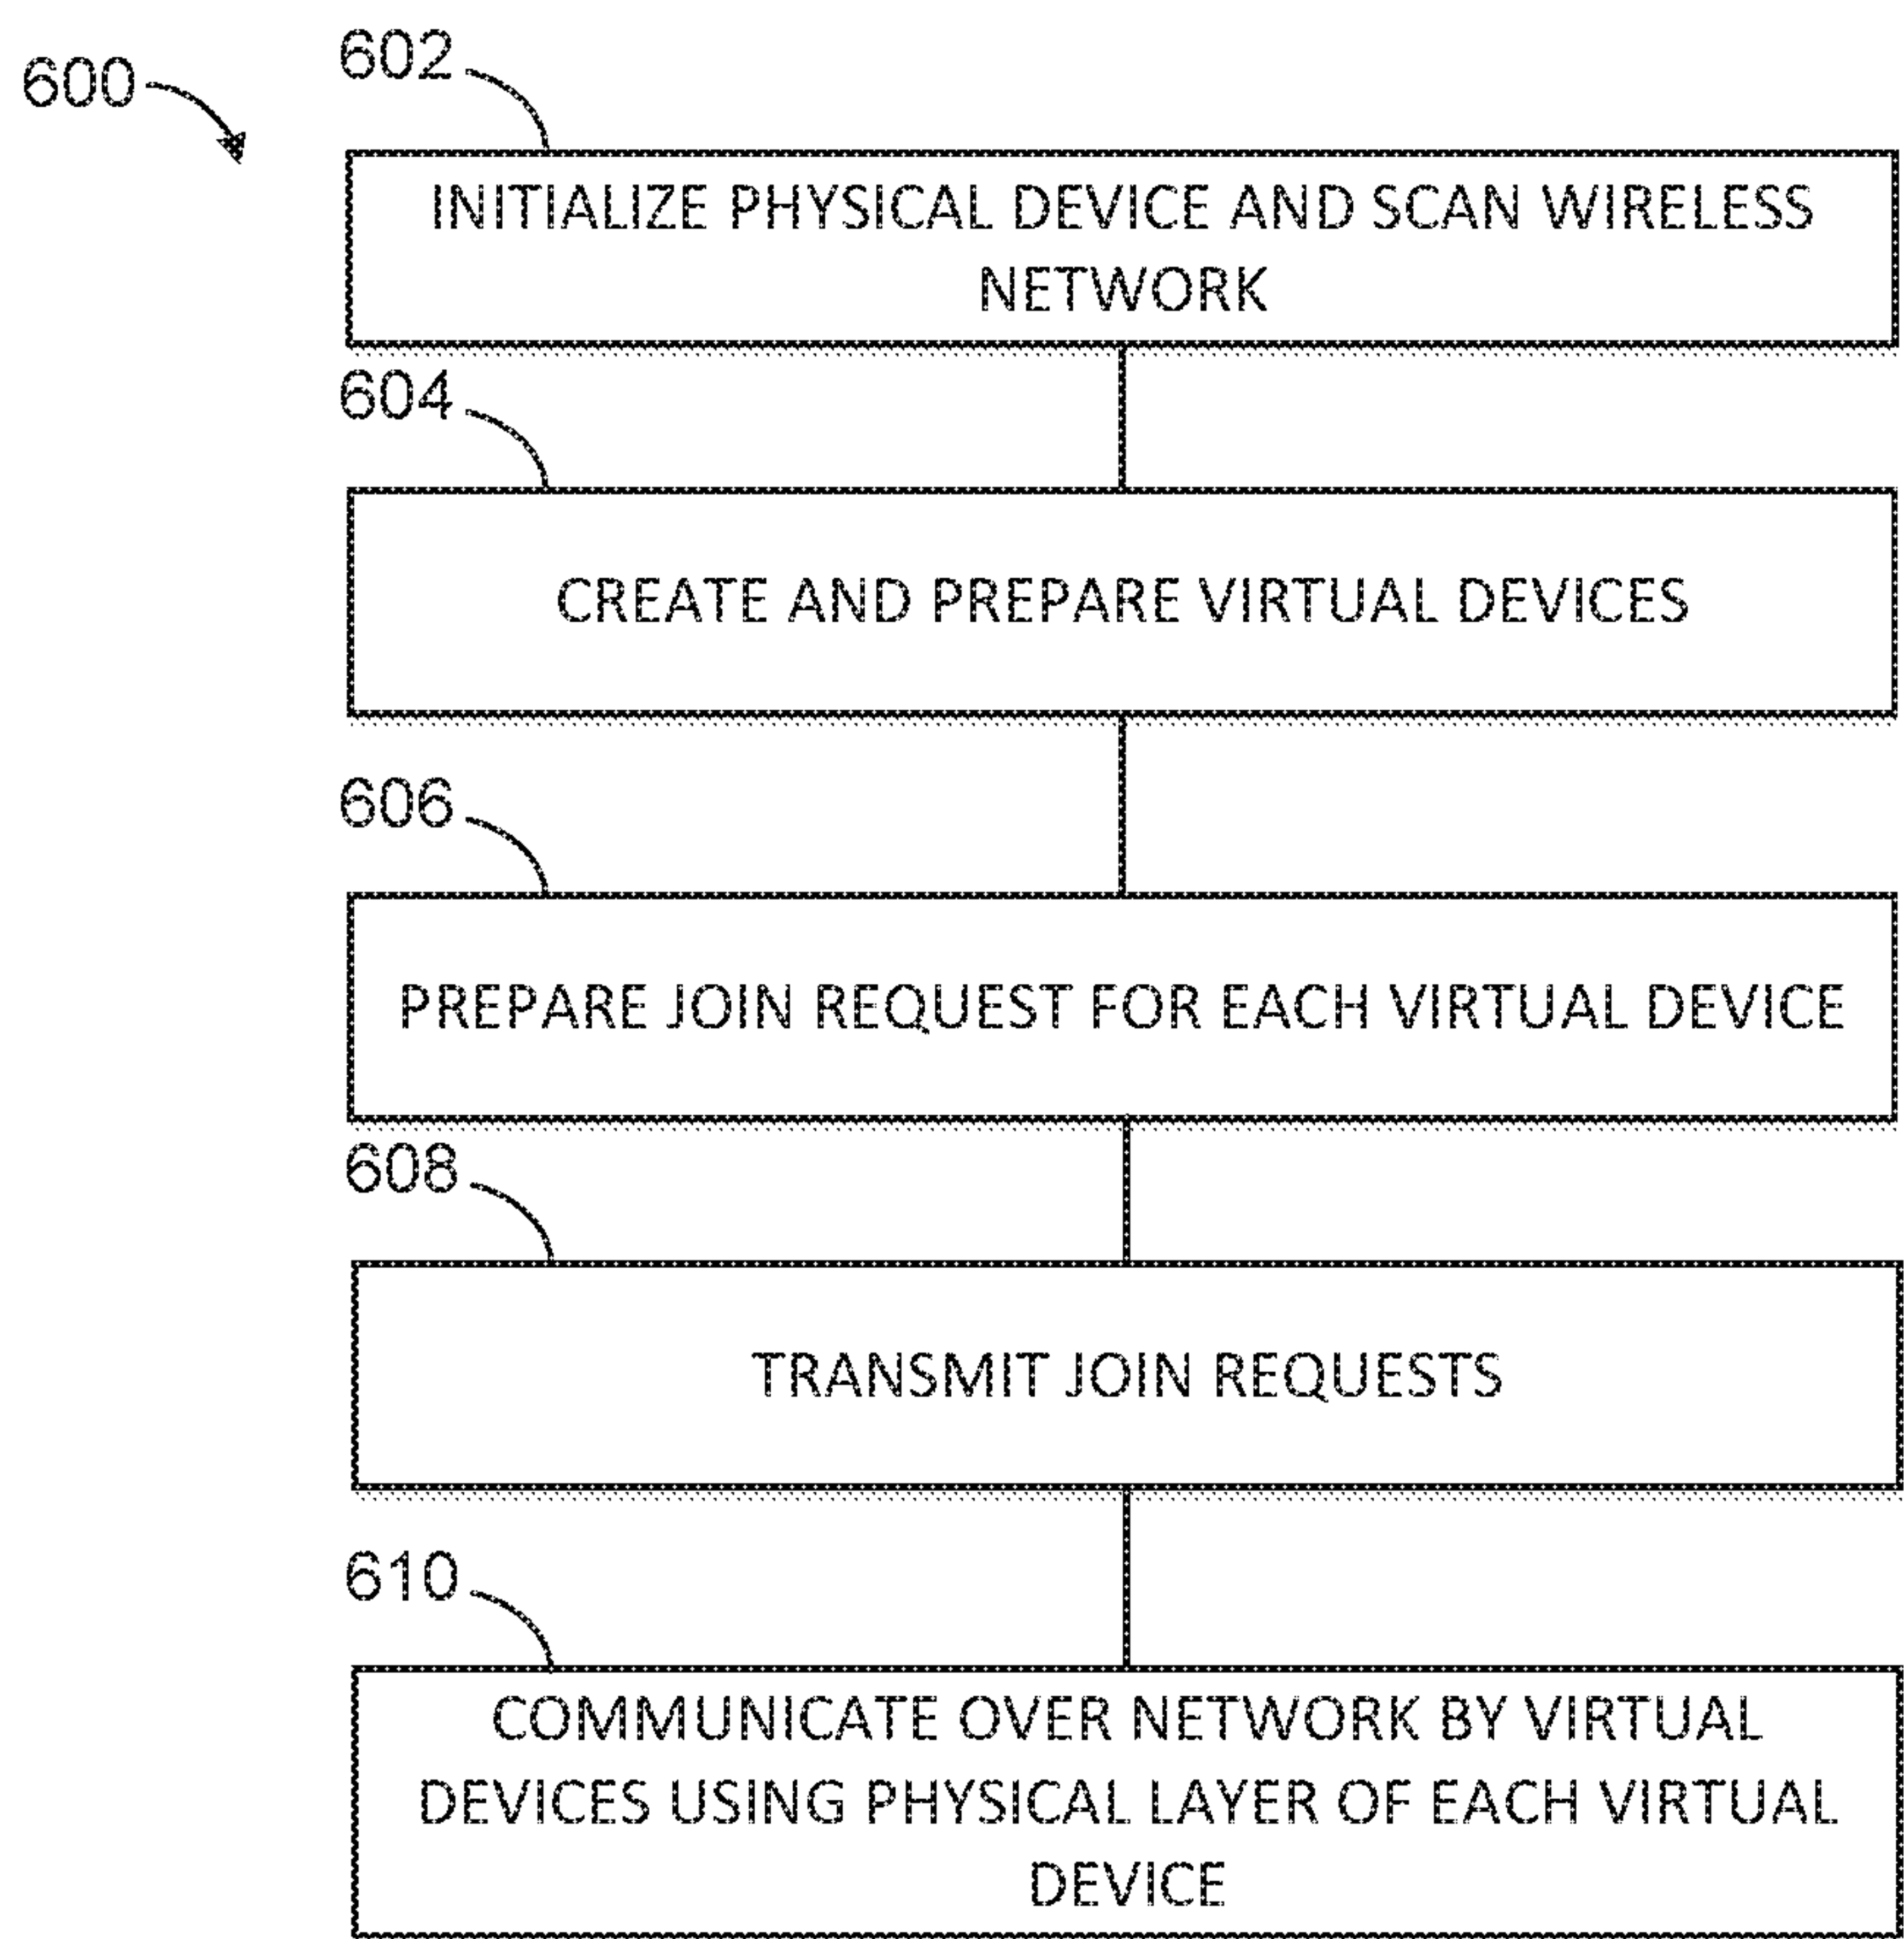 600
602
INITIALIZE PHYSICAL DEVICE AND SCAN WIRELESS
NETWORK
604
CREATE AND PREPARE VIRTUAL DEVICES
606
PREPARE JOIN REQUEST FOR EACH VIRTUAL DEVICE
608
TRANSMIT JOIN REQUESTS
610
COMMUNICATE OVER NETWORK BY VIRTUAL
DEVICES USING PHYSICAL LAYER OF EACH VIRTUAL
DEVICE